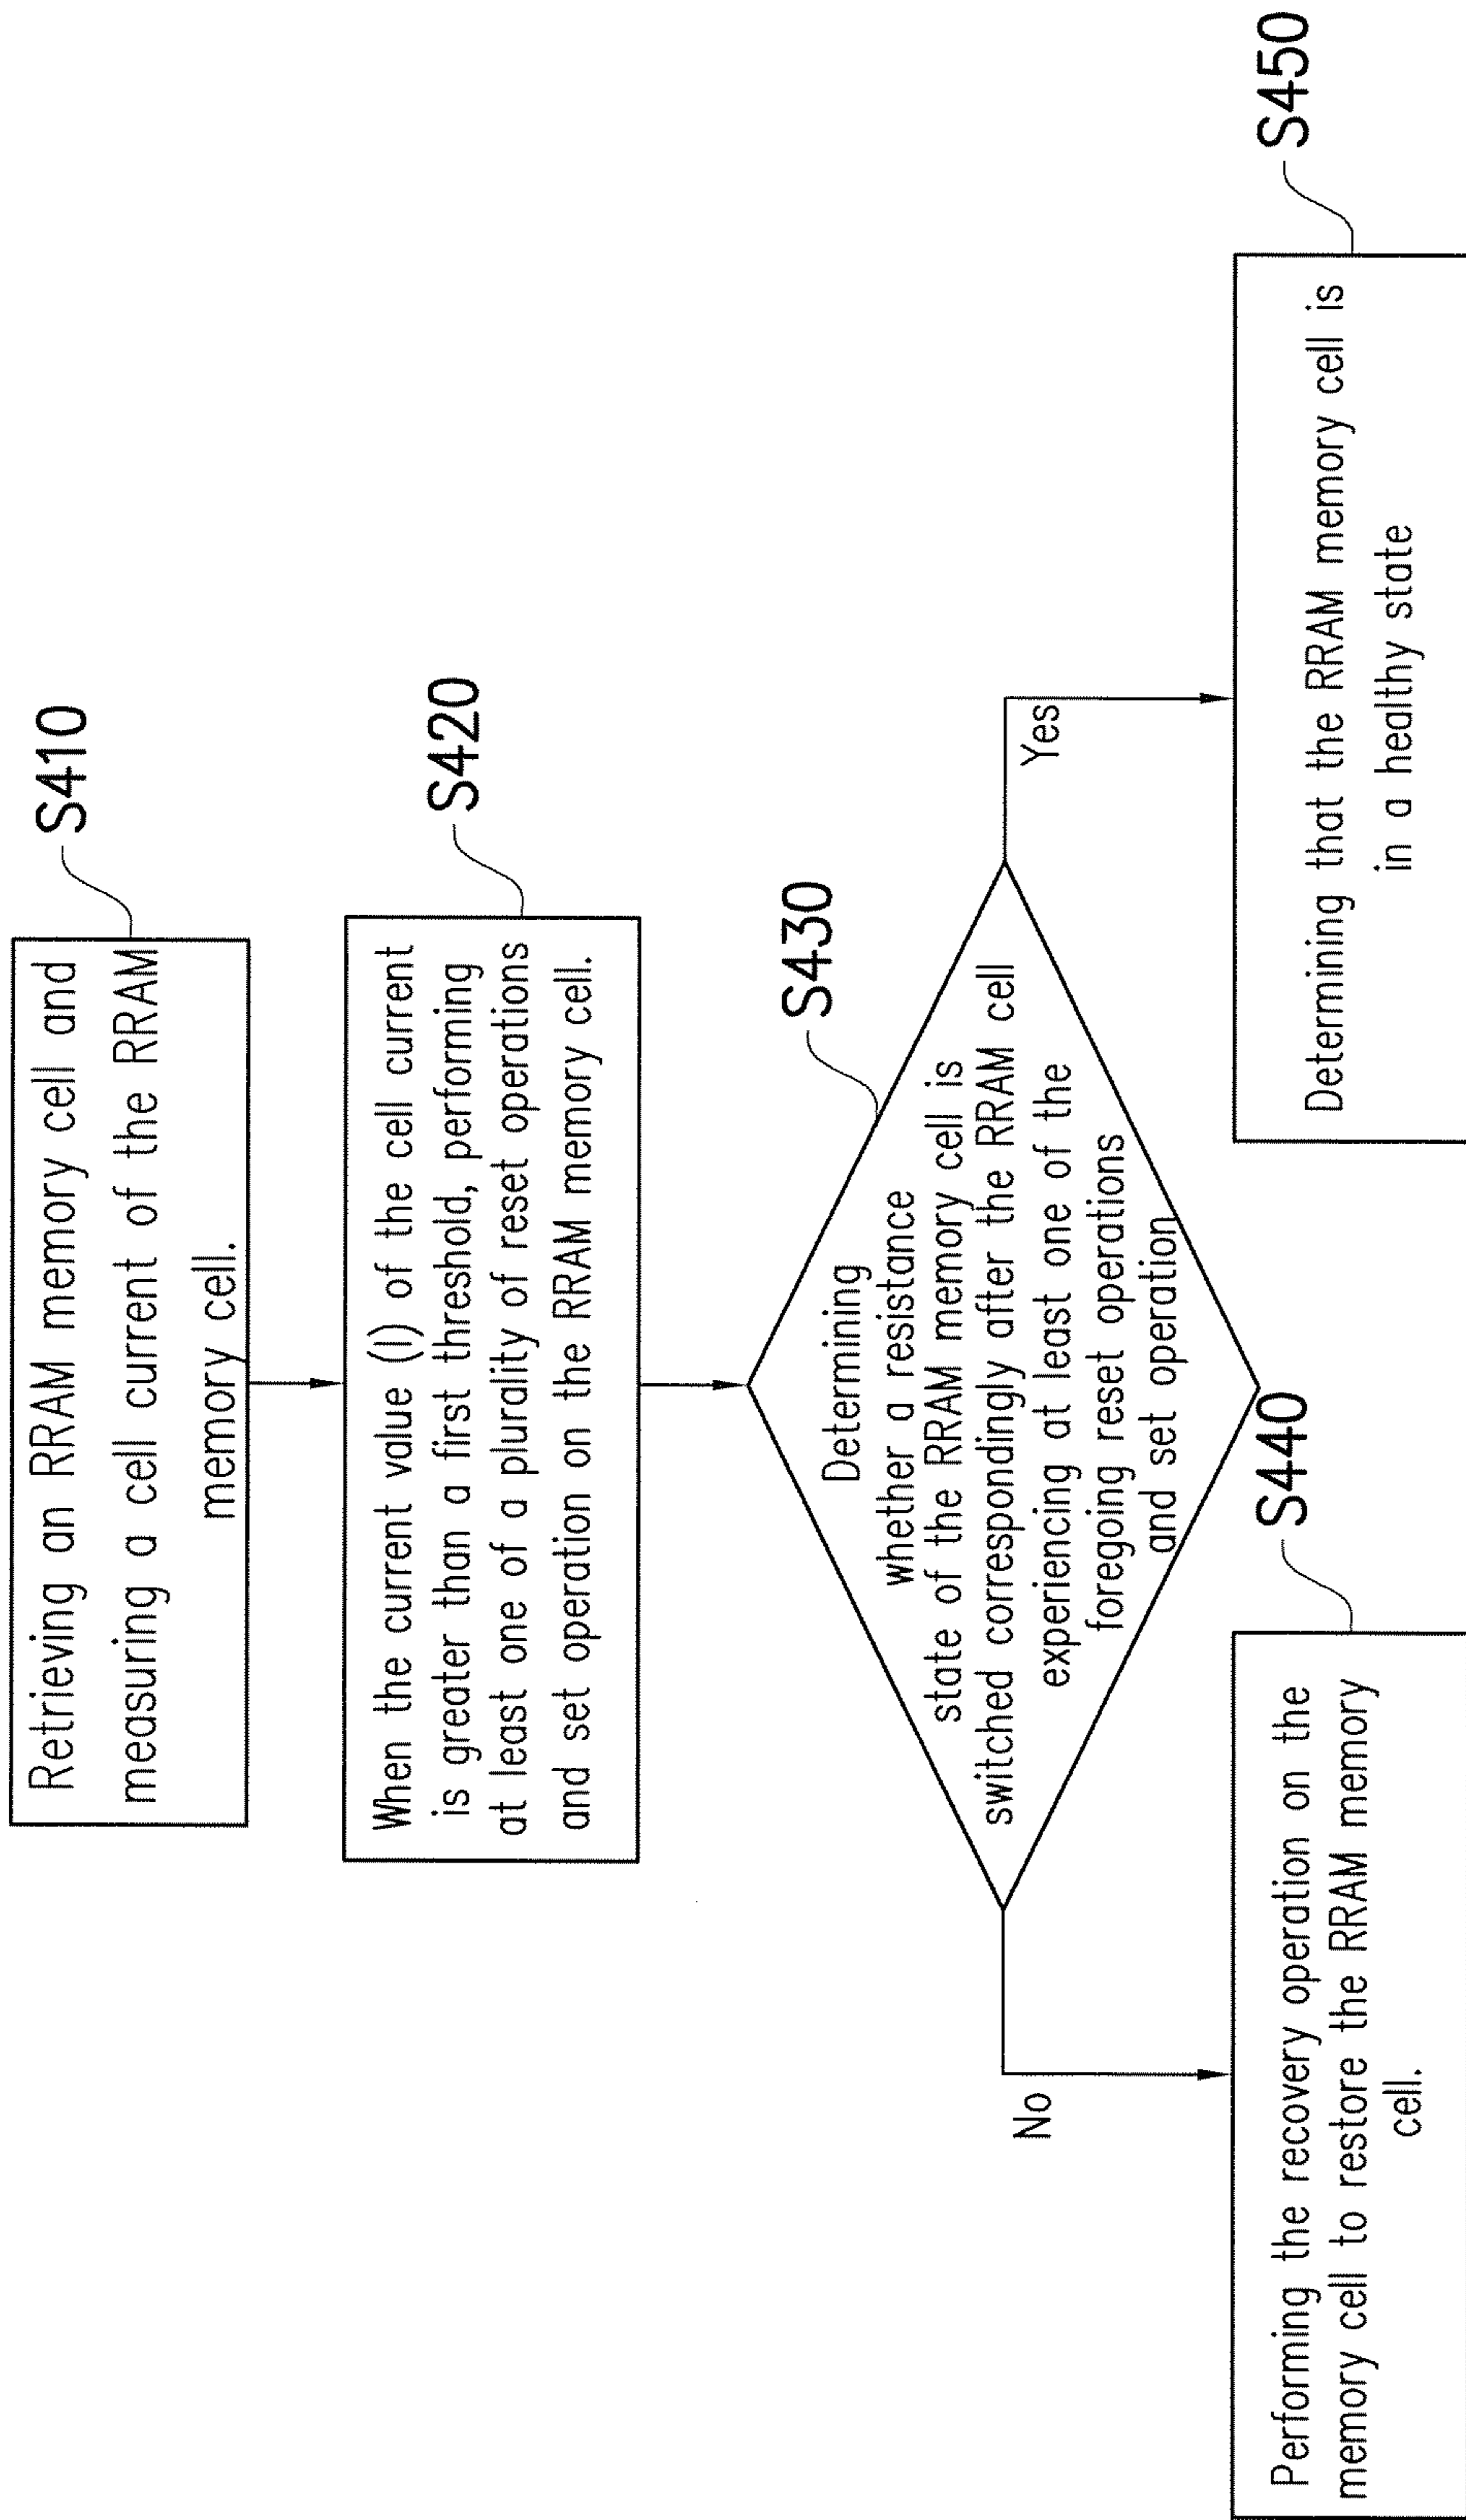 Retrieving an RRAM memory cell and
measuring a cell current of the RRAM
memory cell.
S410
When the current value (I) of the cell current
is greater than a first threshold, performing
at least one of a plurality of reset operations
and set operation on the RRAM memory cell.
S420
Determining
whether a resistance
state of the RRAM memory cell is
switched correspondingly after the RRAM cell
experiencing at least one of the
foregoing reset operations
and set operation
S430
No
Yes
Performing the recovery operation on the
memory cell to restore the RRAM memory
cell.
S440
Determining that the RRAM memory cell is
in a healthy state
S450